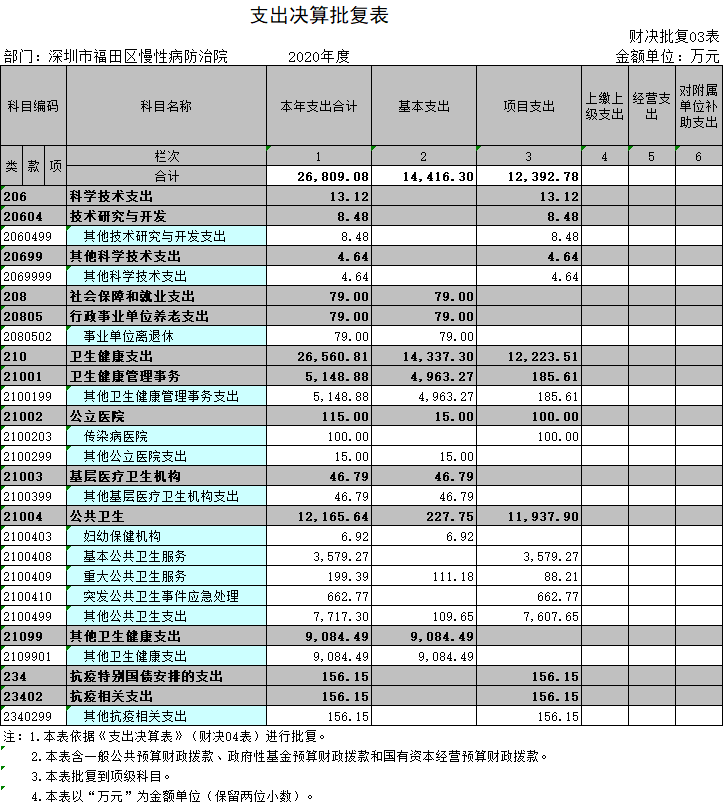 支出决算批复表
财决批复03表
部门：深圳市福田区慢性病防治院 2020年度 金额单位：万元
科目编码 科目名称 本年支出合计 基本支出 项目支出 上缴上级支出 经营支出 对附属单位补助支出
类 款 项 栏次 1 2 3 4 5 6
合计 26,809.08 14,416.30 12,392.78
206 科学技术支出 13.12 13.12
20604 技术研究与开发 8.48 8.48
2060499 其他技术研究与开发支出 8.48 8.48
20699 其他科学技术支出 4.64 4.64
2069999 其他科学技术支出 4.64 4.64
208 社会保障和就业支出 79.00 79.00
20805 行政事业单位养老支出 79.00 79.00
2080502 事业单位离退休 79.00 79.00
210 卫生健康支出 26,560.81 14,337.30 12,223.51
21001 卫生健康管理事务 5,148.88 4,963.27 185.61
2100199 其他卫生健康管理事务支出 5,148.88 4,963.27 185.61
21002 公立医院 115.00 15.00 100.00
2100203 传染病医院 100.00 100.00
2100299 其他公立医院支出 15.00 15.00
21003 基层医疗卫生机构 46.79 46.79
2100399 其他基层医疗卫生机构支出 46.79 46.79
21004 公共卫生 12,165.64 227.75 11,937.90
2100403 妇幼保健机构 6.92 6.92
2100408 基本公共卫生服务 3,579.27 3,579.27
2100409 重大公共卫生服务 199.39 111.18 88.21
2100410 突发公共卫生事件应急处理 662.77 662.77
2100499 其他公共卫生支出 7,717.30 109.65 7,607.65
21099 其他卫生健康支出 9,084.49 9,084.49
2109901 其他卫生健康支出 9,084.49 9,084.49
234 抗疫特别国债安排的支出 156.15 156.15
23402 抗疫相关支出 156.15 156.15
2340299 其他抗疫相关支出 156.15 156.15
注：1.本表依据《支出决算表》（财决04表）进行批复。
2.本表含一般公共预算财政拨款、政府性基金预算财政拨款和国有资本经营预算财政拨款。
3.本表批复到项级科目。
4.本表以“万元”为金额单位（保留两位小数）。